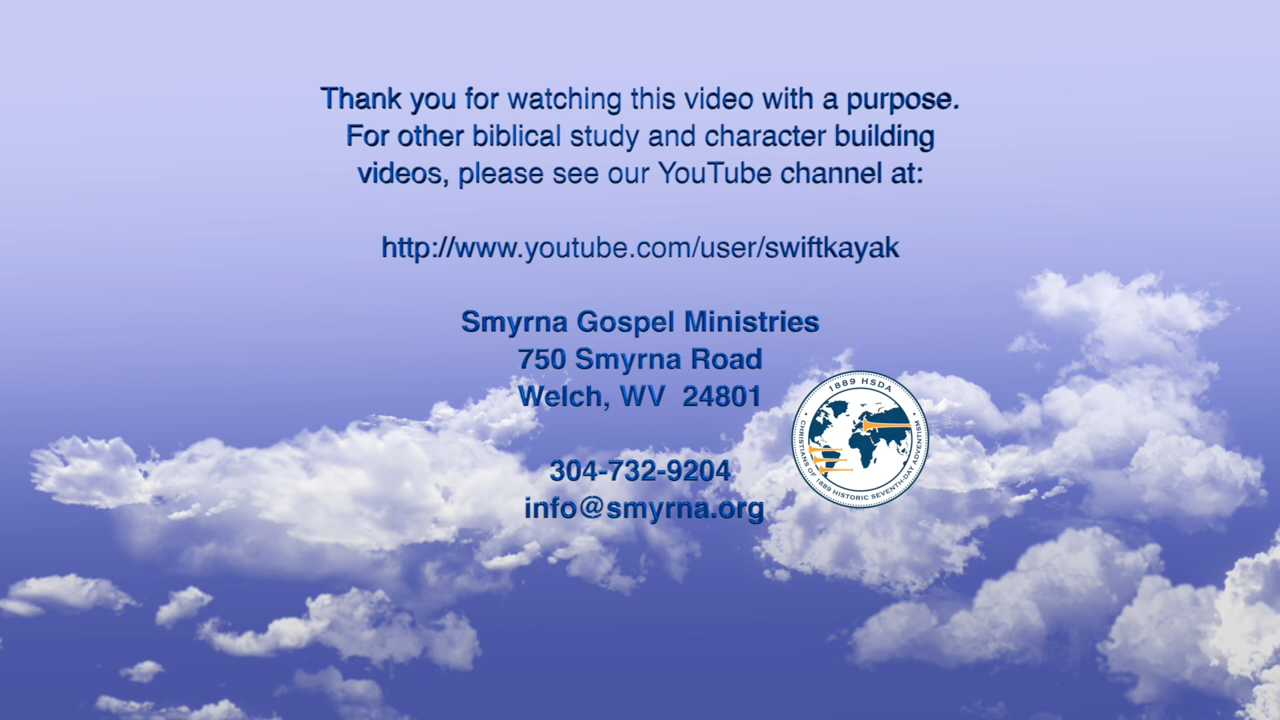 Thank you for watching this video with a purpose.
For other biblical study and character building
videos, please see our YouTube channel at:
http://www.youtube.com/user/swiftkayak
Smyrna Gospel Ministries
750 Smyrna Road
Welch, WV  24801
304-732-9204
info@smyrna.org
1889 HSDA
CHRISTIANS OF 1889 HISTORIC SEVENTH-DAY ADVENTISM